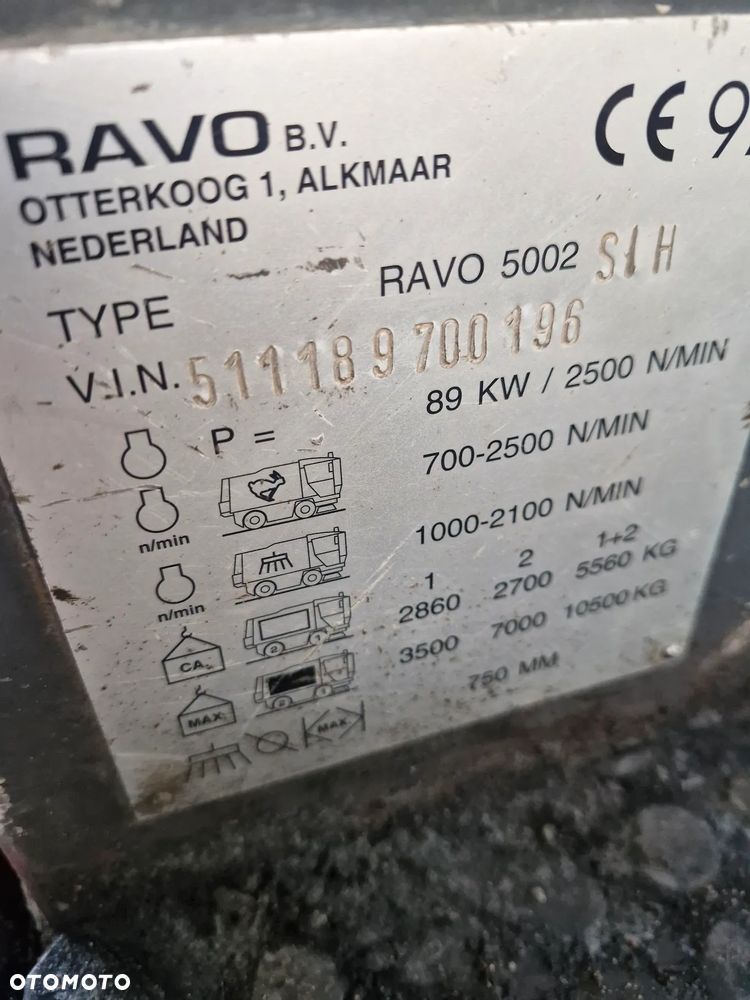 RAVO B.V.
OTTERKOOG 1, ALKMAAR
NEDERLAND
CE 9
TYPE RAVO 5002 SIH
V.I.N. 511189700196
P = 89 KW / 2500 N/MIN
n/min 700-2500 N/MIN
n/min 1000-2100 N/MIN
1 2 1+2
CA. 2860 2700 5560 KG
MAX. 3500 7000 10500 KG
MAX 750 MM
OTOMOTO